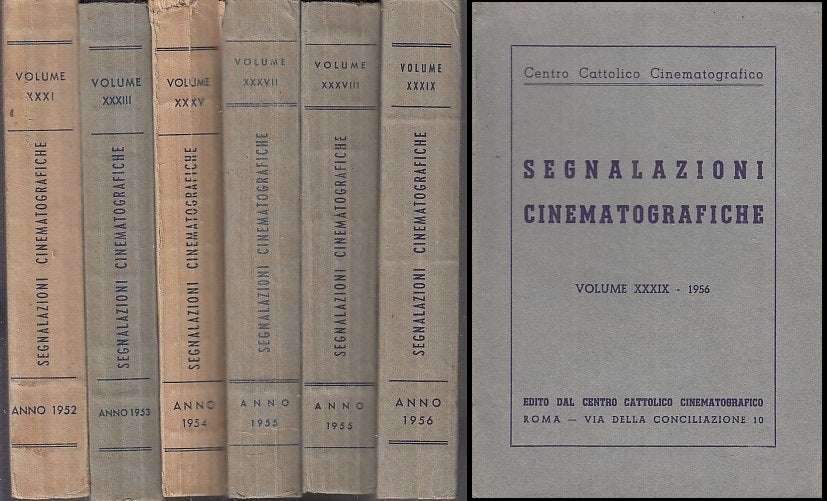 VOLUME
XXXI
SEGNALAZIONI CINEMATOGRAFICHE
ANNO 1952
VOLUME
XXXIII
SEGNALAZIONI CINEMATOGRAFICHE
ANNO 1953
VOLUME
XXXV
SEGNALAZIONI CINEMATOGRAFICHE
ANNO
1954
VOLUME
XXXVII
SEGNALAZIONI CINEMATOGRAFICHE
ANNO
1955
VOLUME
XXXVIII
SEGNALAZIONI CINEMATOGRAFICHE
ANNO
1955
VOLUME
XXXIX
SEGNALAZIONI CINEMATOGRAFICHE
ANNO
1956
Centro Cattolico Cinematografico
SEGNALAZIONI
CINEMATOGRAFICHE
VOLUME XXXIX - 1956
EDITO DAL CENTRO CATTOLICO CINEMATOGRAFICO
ROMA — VIA DELLA CONCILIAZIONE 10